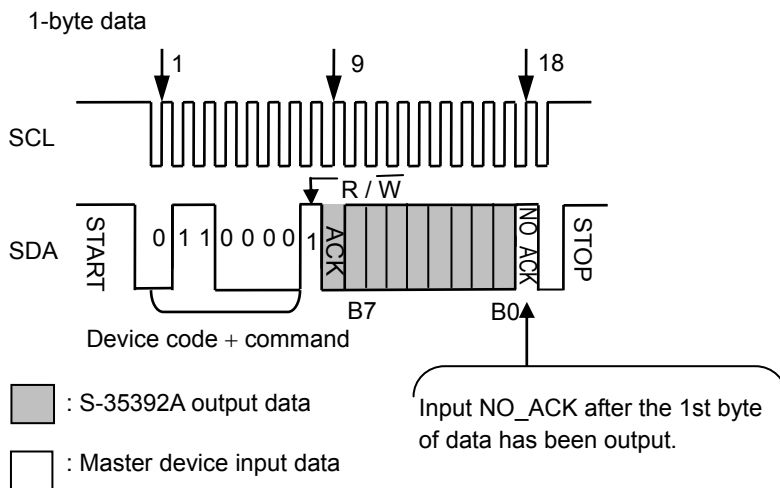 1-byte data
1 9 18
SCL
R / W
SDA
START 0 1 1 0 0 0 0 1 ACK NO_ACK STOP
B7 B0
Device code + command
: S-35392A output data
: Master device input data
Input NO_ACK after the 1st byte
of data has been output.